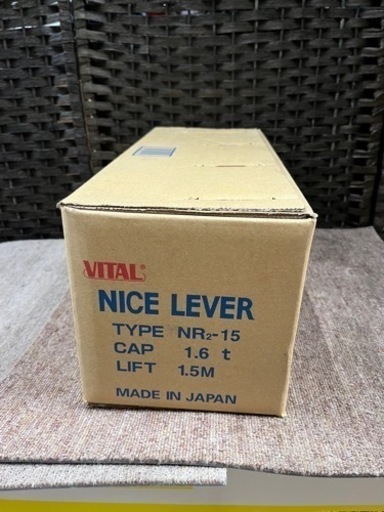 VITAL®
NICE LEVER
TYPE NR₂-15
CAP 1.6 t
LIFT 1.5M
MADE IN JAPAN